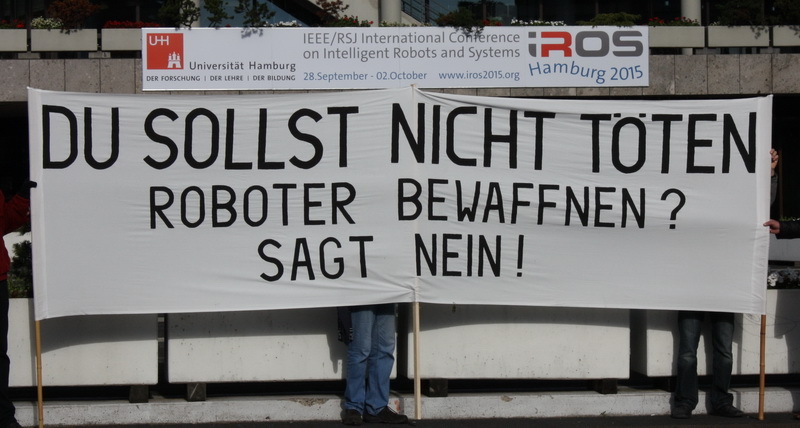 UH
Universität Hamburg
DER FORSCHUNG | DER LEHRE | DER BILDUNG
IEEE/RSJ International Conference
on Intelligent Robots and Systems
28.September - 02.October www.iros2015.org
iROS
Hamburg 2015
DU SOLLST NICHT TÖTEN
ROBOTER BEWAFFNEN?
SAGT NEIN!